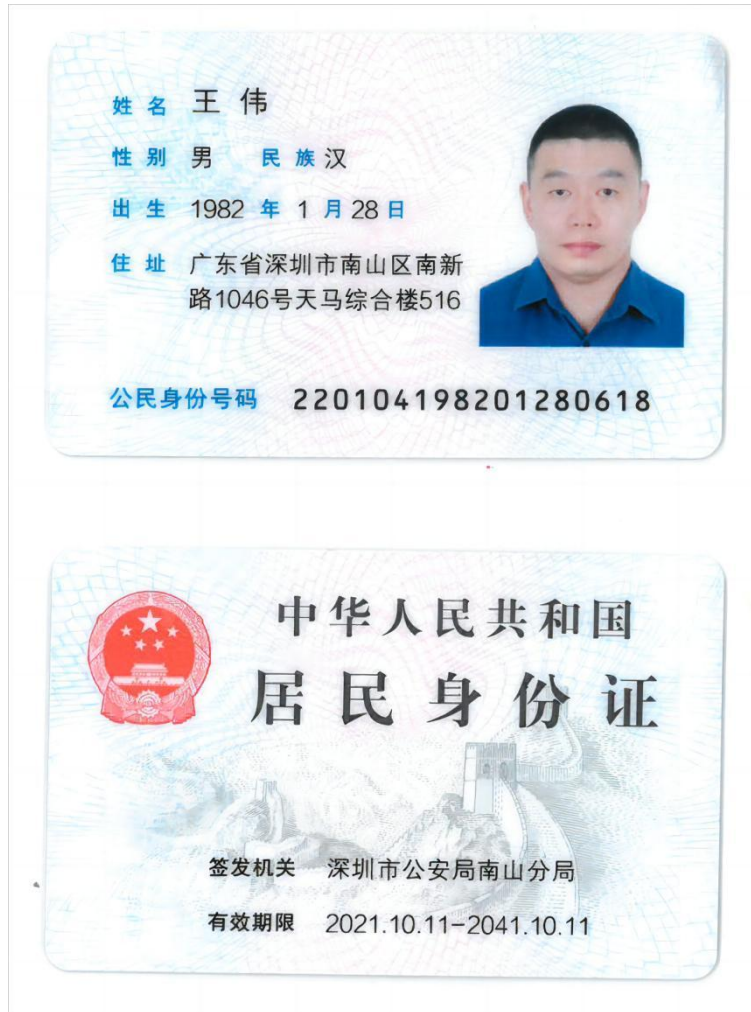 姓名 王伟
性别 男 民族 汉
出生 1982 年 1 月 28 日
住址 广东省深圳市南山区南新
路1046号天马综合楼516
公民身份号码 220104198201280618
中华人民共和国
居民身份证
签发机关 深圳市公安局南山分局
有效期限 2021.10.11-2041.10.11